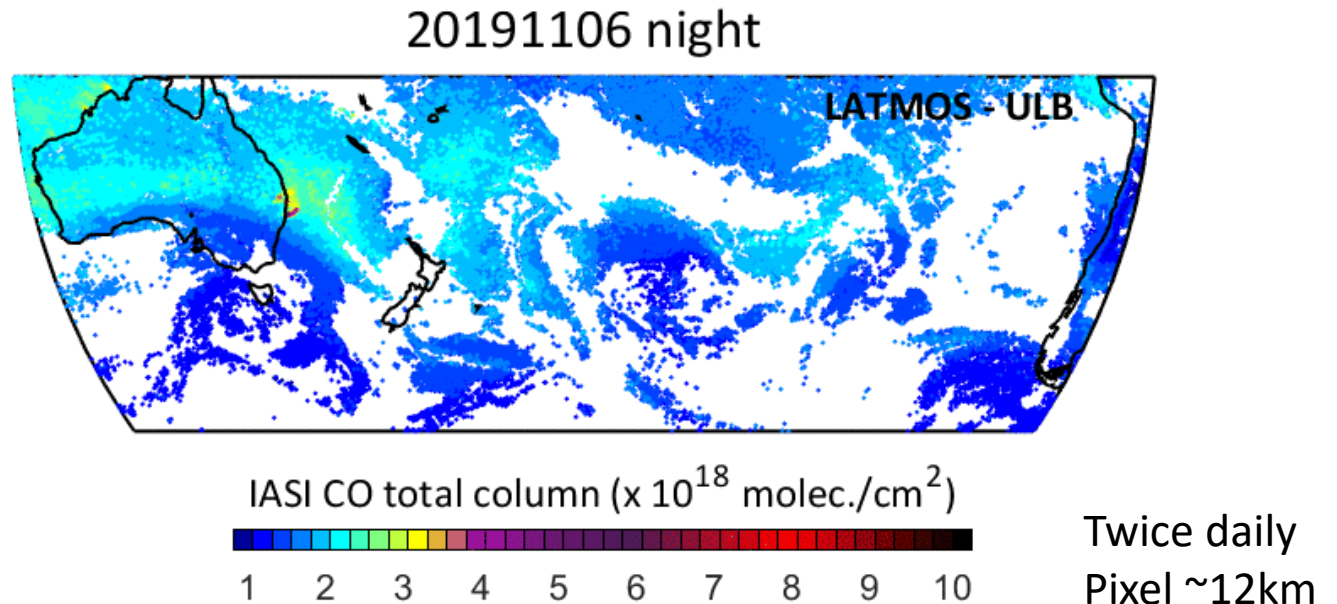 20191106 night
LATMOS - ULB
IASI CO total column (x 10¹⁸ molec./cm²)
1 2 3 4 5 6 7 8 9 10
Twice daily
Pixel ~12km